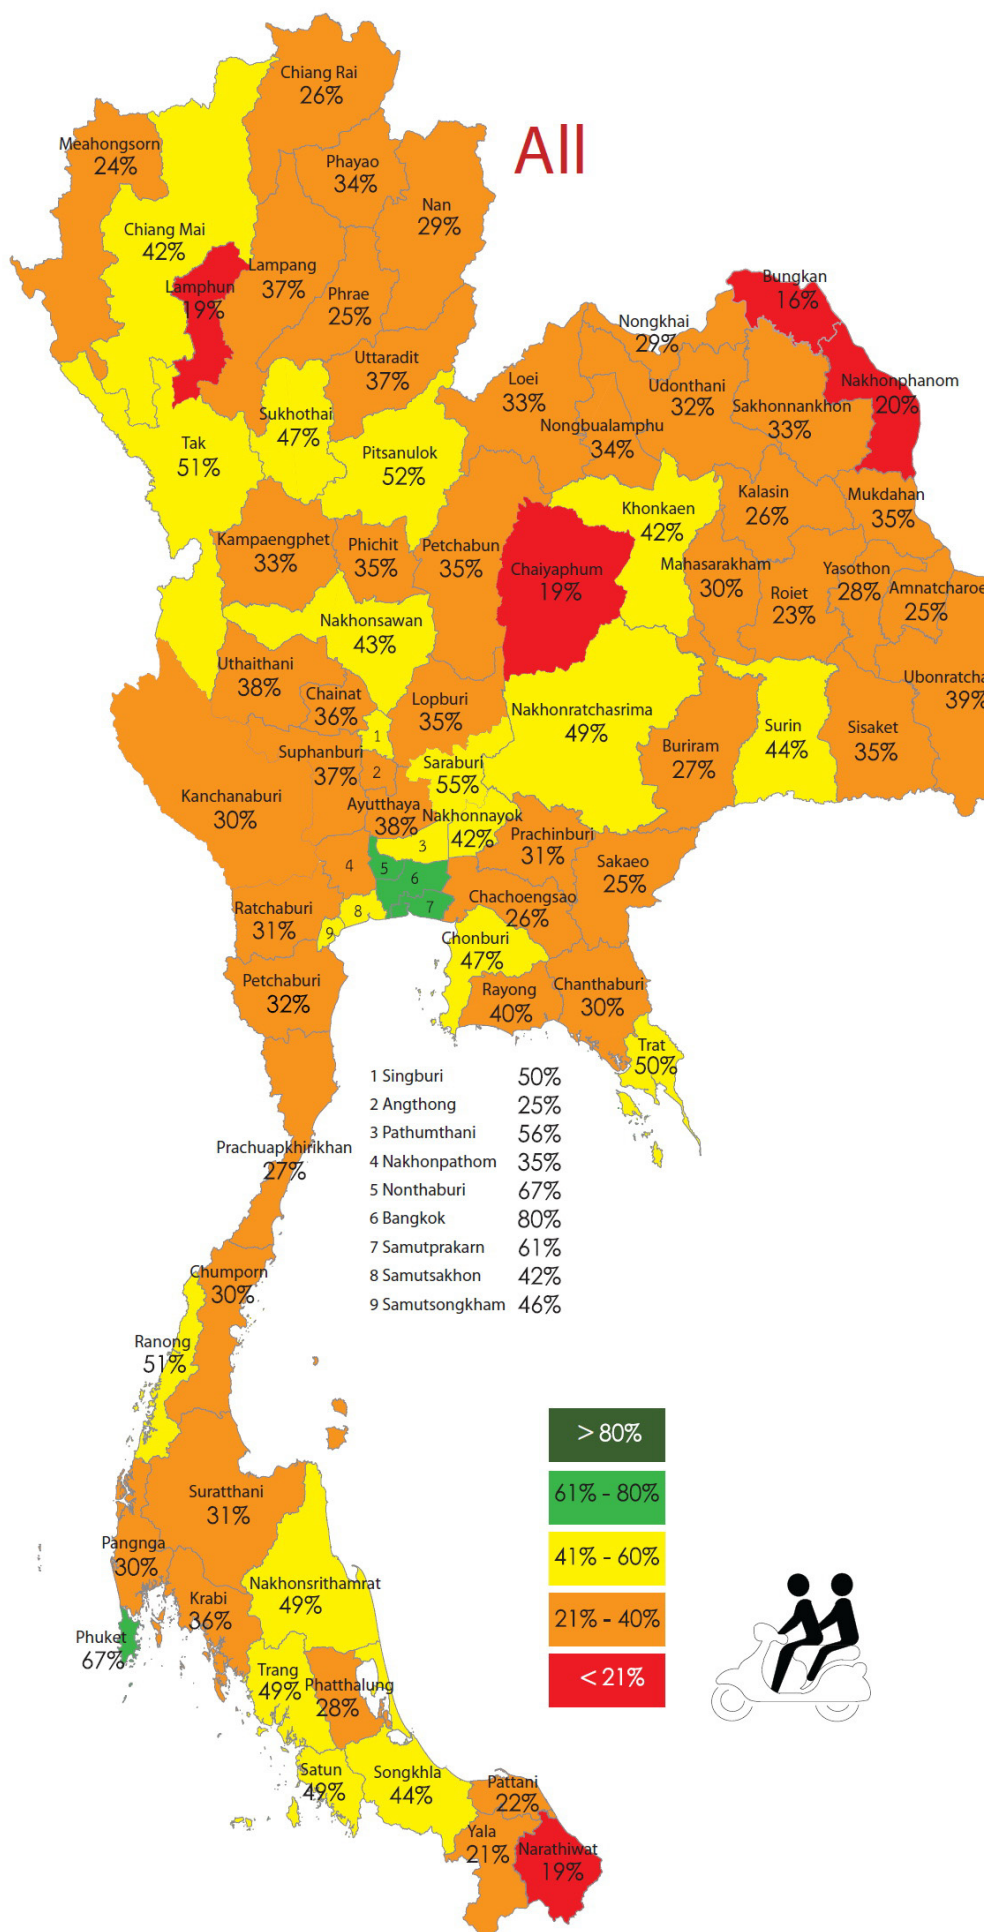 All
Chiang Rai
26%
Meahongsorn
24%
Phayao
34%
Nan
29%
Chiang Mai
42%
Lamphun
19%
Lampang
37%
Phrae
25%
Uttaradit
37%
Bungkan
16%
Nongkhai
29%
Loei
33%
Udonthani
32%
Nakhonphanom
20%
Sakhonnankhon
33%
Nongbualamphu
34%
Sukhothai
47%
Tak
51%
Pitsanulok
52%
Khonkaen
42%
Kalasin
26%
Mukdahan
35%
Kampaengphet
33%
Phichit
35%
Petchabun
35%
Chaiyaphum
19%
Mahasarakham
30%
Roiet
23%
Yasothon
28%
Amnatcharoe
25%
Nakhonsawan
43%
Uthaithani
38%
Chainat
36%
Lopburi
35%
Nakhonratchasrima
49%
Buriram
27%
Surin
44%
Sisaket
35%
Ubonratcha
39%
1
Suphanburi
37%
2
Saraburi
55%
Kanchanaburi
30%
Ayutthaya
38%
Nakhonnayok
42%
3
Prachinburi
31%
Sakaeo
25%
4
5
6
7
8
9
Ratchaburi
31%
Chachoengsao
26%
Chonburi
47%
Petchaburi
32%
Rayong
40%
Chanthaburi
30%
Trat
50%
1 Singburi 50%
2 Angthong 25%
3 Pathumthani 56%
4 Nakhonpathom 35%
5 Nonthaburi 67%
6 Bangkok 80%
7 Samutprakarn 61%
8 Samutsakhon 42%
9 Samutsongkham 46%
Prachuapkhirikhan
27%
Chumporn
30%
Ranong
51%
Suratthani
31%
Pangnga
30%
Krabi
36%
Phuket
67%
Nakhonsrithamrat
49%
Trang
49%
Phatthalung
28%
Satun
49%
Songkhla
44%
Pattani
22%
Yala
21%
Narathiwat
19%
> 80%
61% - 80%
41% - 60%
21% - 40%
< 21%